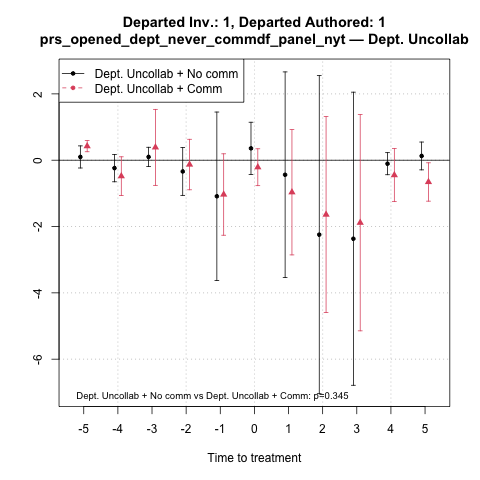 Departed Inv.: 1, Departed Authored: 1
prs_opened_dept_never_commdf_panel_nyt — Dept. Uncollab
Dept. Uncollab + No comm
Dept. Uncollab + Comm
2
0
-2
-4
-6
Dept. Uncollab + No comm vs Dept. Uncollab + Comm: p=0.345
-5 -4 -3 -2 -1 0 1 2 3 4 5
Time to treatment